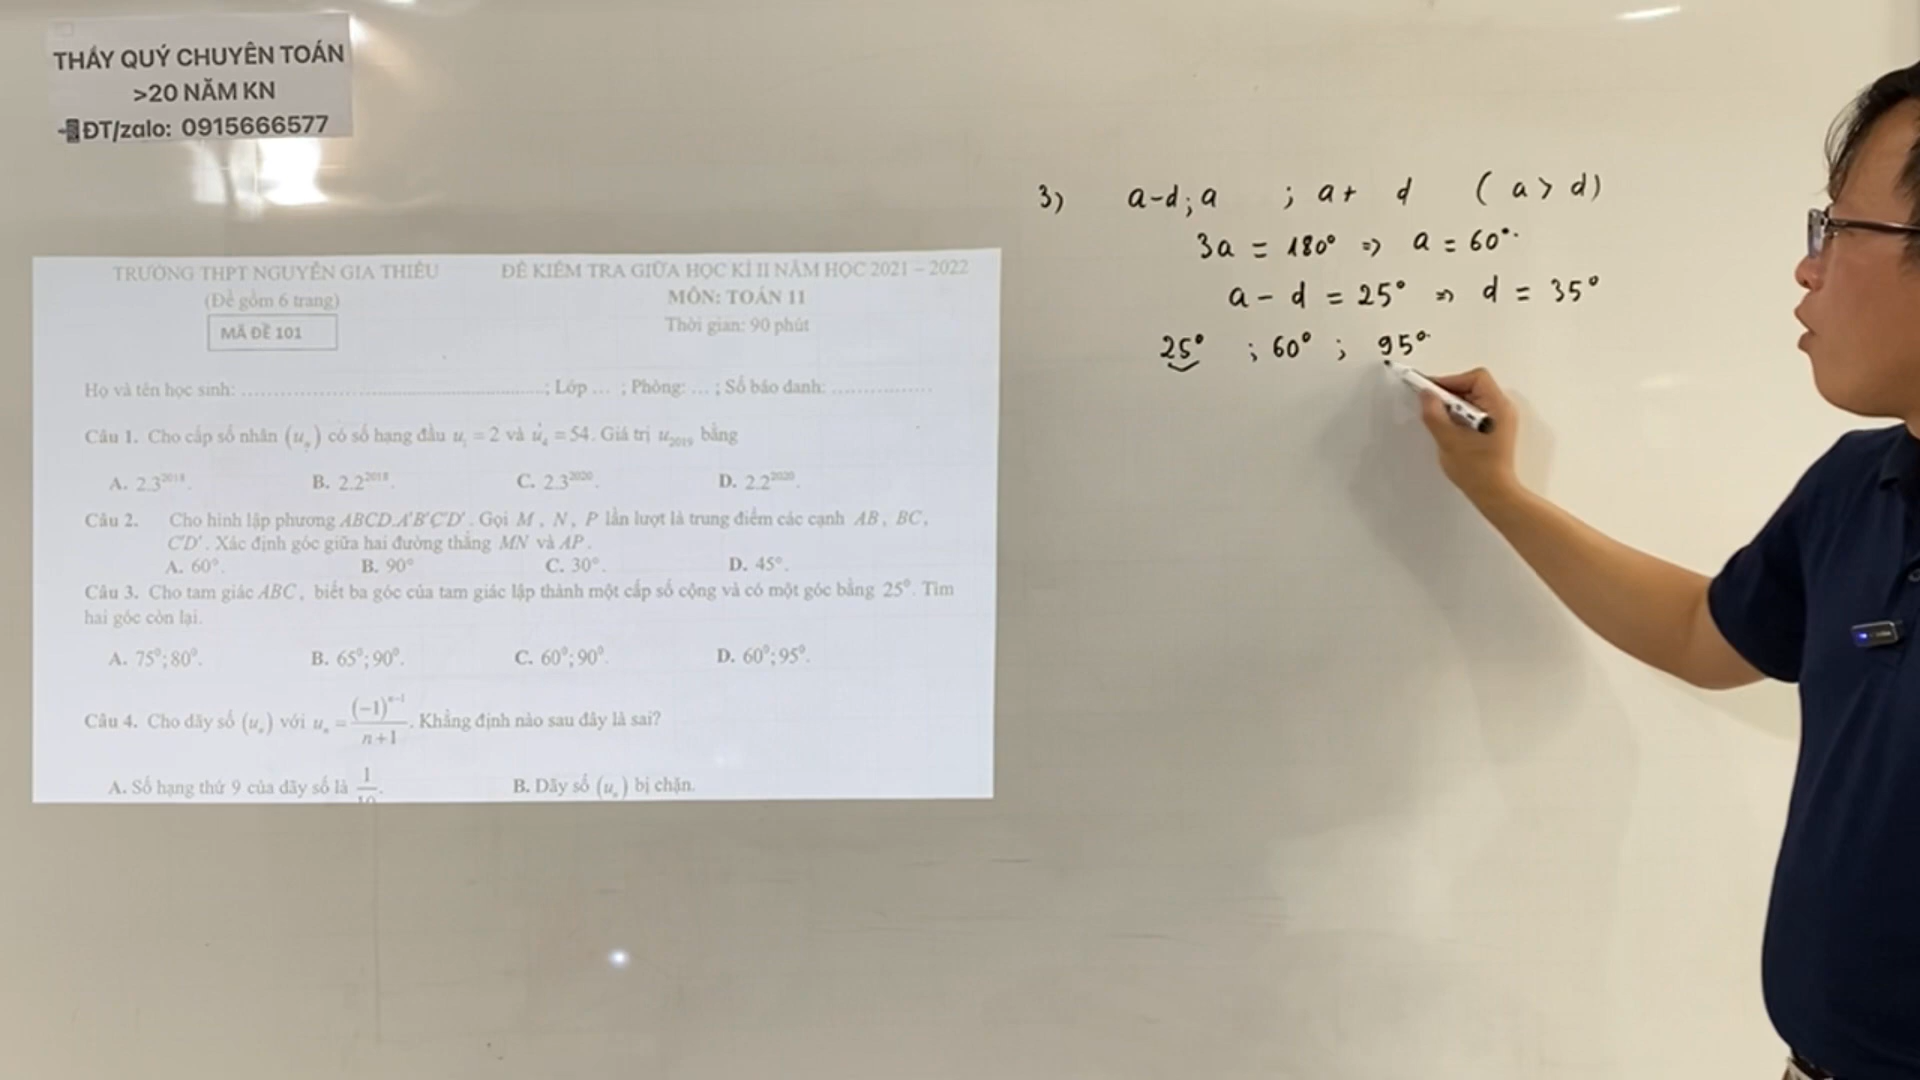 THẦY QUÝ CHUYÊN TOÁN
>20 NĂM KN
ĐT/zalo: 0915666577
TRƯỜNG THPT NGUYỄN GIA THIỀU
(Đề gồm 6 trang)
MÃ ĐỀ 101
ĐỀ KIỂM TRA GIỮA HỌC KÌ II NĂM HỌC 2021 – 2022
MÔN: TOÁN 11
Thời gian: 90 phút
Họ và tên học sinh: ..............................; Lớp ... ; Phòng: ... ; Số báo danh: ...............
Câu 1. Cho cấp số nhân (uₙ) có số hạng đầu u₁ = 2 và u₄ = 54. Giá trị u₂₀₁₉ bằng
A. 2.3²⁰¹⁸. B. 2.2²⁰¹⁸. C. 2.3²⁰²⁰. D. 2.2²⁰²⁰.
Câu 2. Cho hình lập phương ABCD.A'B'C'D'. Gọi M, N, P lần lượt là trung điểm các cạnh AB, BC,
C'D'. Xác định góc giữa hai đường thẳng MN và AP.
A. 60°. B. 90° C. 30°. D. 45°.
Câu 3. Cho tam giác ABC, biết ba góc của tam giác lập thành một cấp số cộng và có một góc bằng 25⁰. Tìm
hai góc còn lại.
A. 75⁰; 80⁰. B. 65⁰; 90⁰. C. 60⁰; 90⁰. D. 60⁰; 95⁰.
Câu 4. Cho dãy số (uₙ) với uₙ = (−1)ⁿ⁻¹/(n+1). Khẳng định nào sau đây là sai?
A. Số hạng thứ 9 của dãy số là 1/10. B. Dãy số (uₙ) bị chặn.
3) a-d; a ; a+ d ( a > d)
3a = 180° => a = 60°.
a - d = 25° => d = 35°
25° ; 60° ; 95°